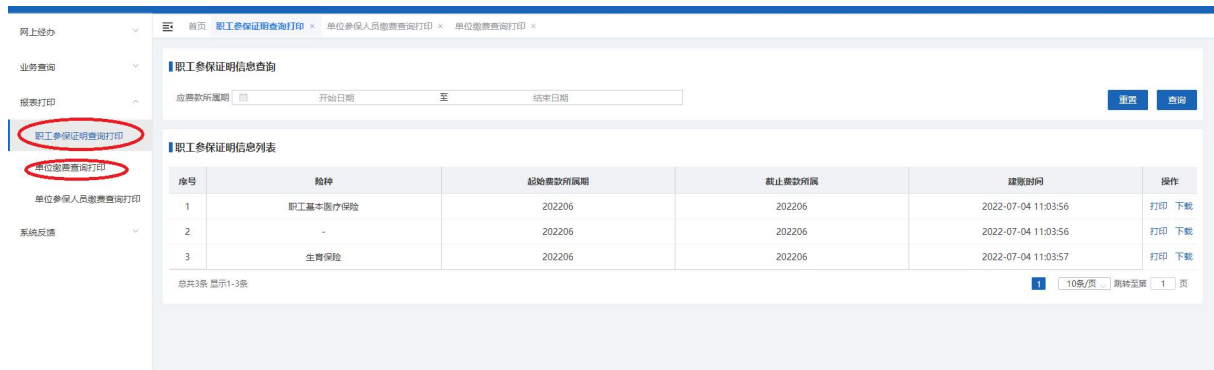 网上经办
业务查询
报表打印
职工参保证明查询打印
单位缴费查询打印
单位参保人员缴费查询打印
系统反馈
首页 职工参保证明查询打印 × 单位参保人员缴费查询打印 × 单位缴费查询打印 ×
职工参保证明信息查询
应费款所属期 开始日期 至 结束日期 重置 查询
职工参保证明信息列表
序号 险种 起始费款所属期 截止费款所属 建账时间 操作
1 职工基本医疗保险 202206 202206 2022-07-04 11:03:56 打印 下载
2 - 202206 202206 2022-07-04 11:03:56 打印 下载
3 生育保险 202206 202206 2022-07-04 11:03:57 打印 下载
总共3条 显示1-3条 1 10条/页 跳转至第 1 页